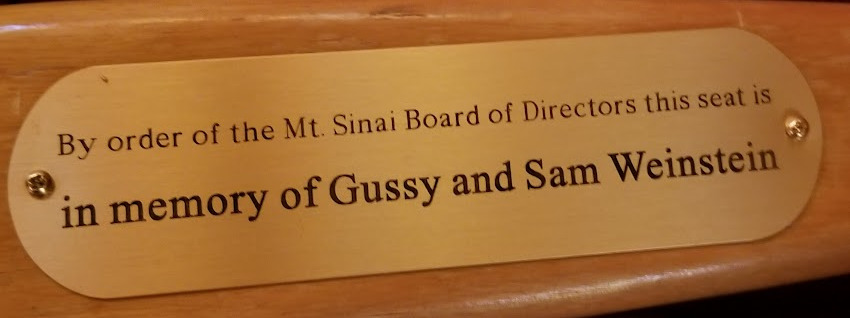 By order of the Mt. Sinai Board of Directors this seat is
in memory of Gussy and Sam Weinstein